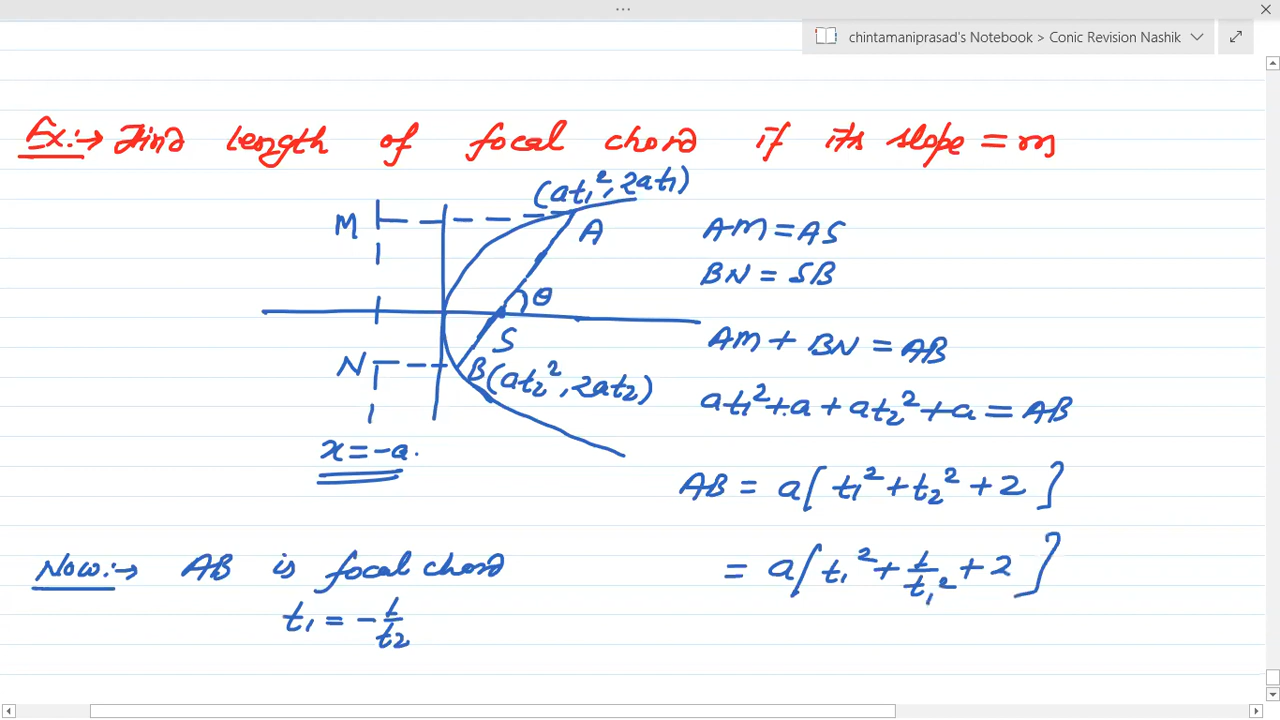 chintamaniprasad's Notebook > Conic Revision Nashik
Ex:→ Find length of focal chord if its slope = m
(at₁², 2at₁)
M
A
θ
S
N
B(at₂², 2at₂)
x = -a.
AM = AS
BN = SB
AM + BN = AB
at₁² + a + at₂² + a = AB
AB = a[t₁² + t₂² + 2]
= a[t₁² + 1/t₁² + 2]
Now:→ AB is focal chord
t₁ = -1/t₂